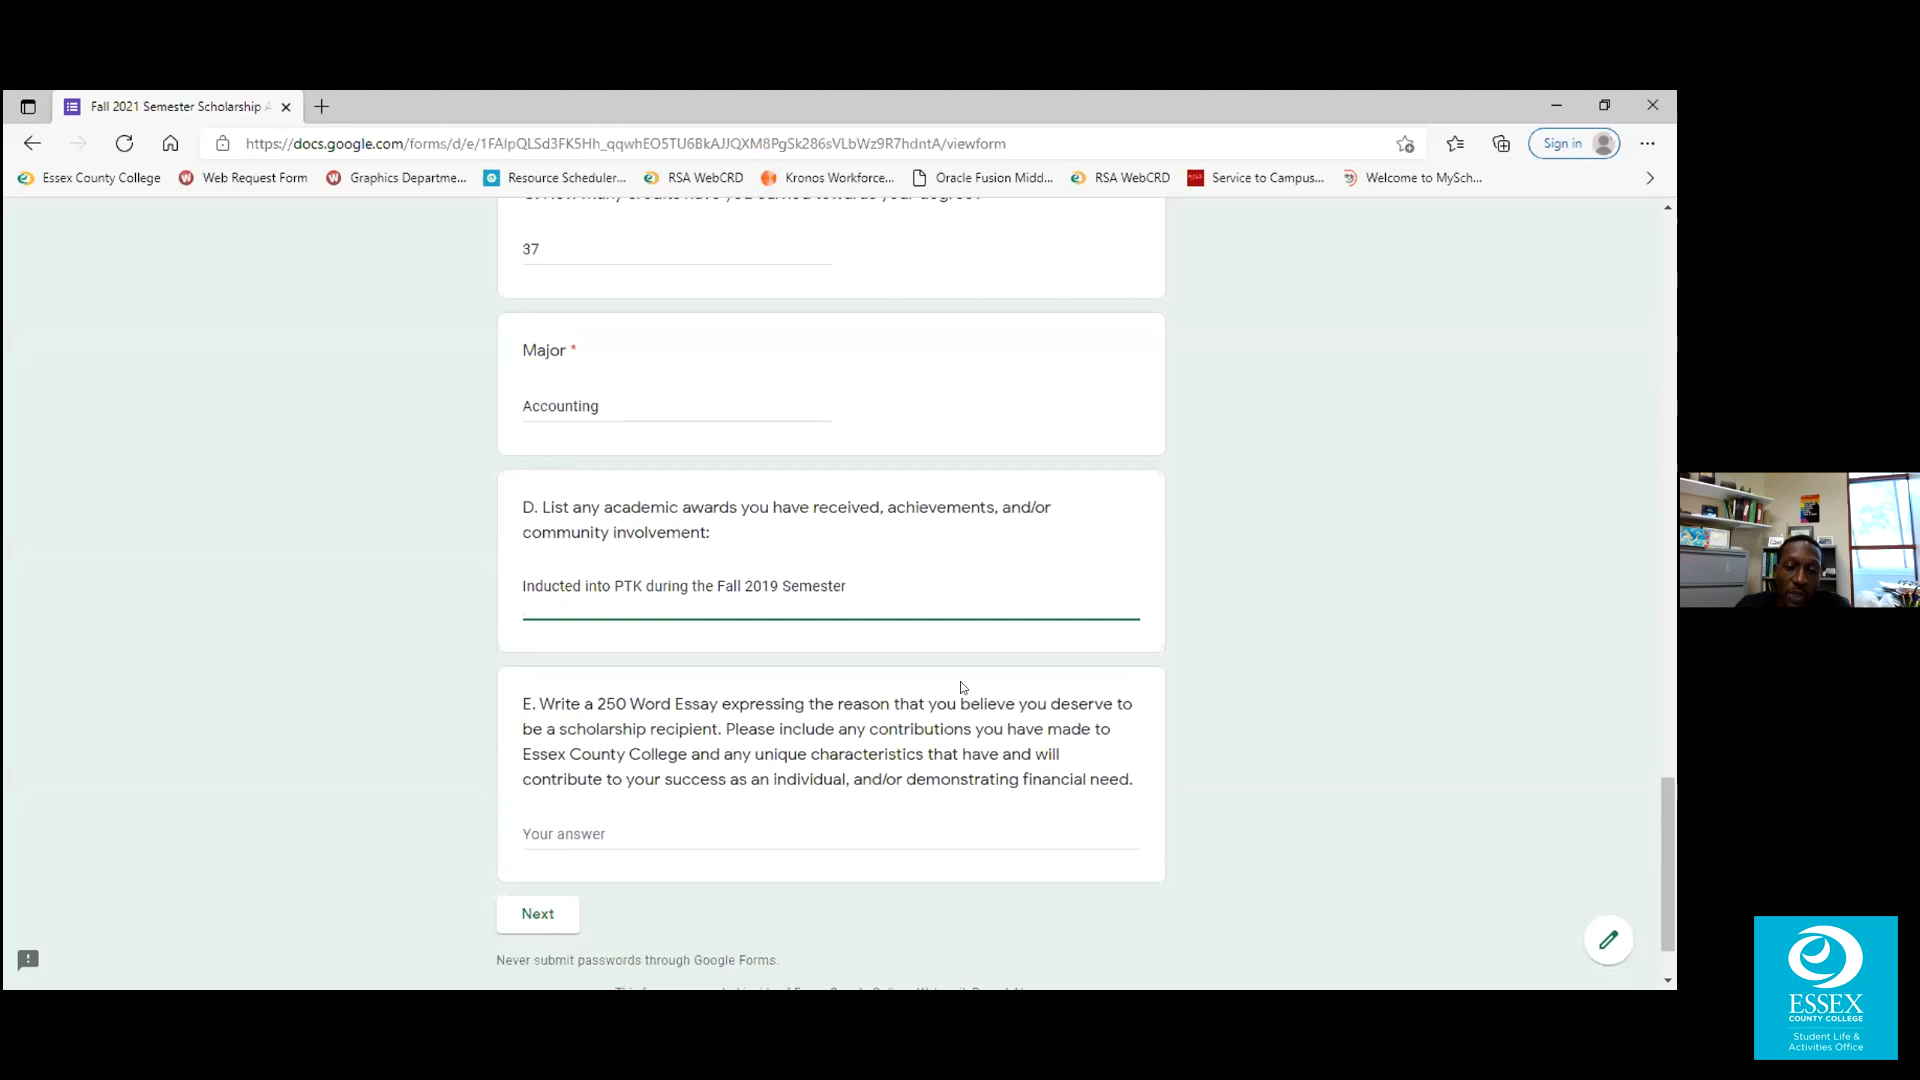 Fall 2021 Semester Scholarship A
https://docs.google.com/forms/d/e/1FAIpQLSd3FK5Hh_qqwhEO5TU6BkAJJQXM8PgSk286sVLbWz9R7hdntA/viewform
Sign in
Essex County College
Web Request Form
Graphics Departme...
Resource Scheduler...
RSA WebCRD
Kronos Workforce...
Oracle Fusion Midd...
RSA WebCRD
Service to Campus...
Welcome to MySch...
37
Major *
Accounting
D. List any academic awards you have received, achievements, and/or
community involvement:
Inducted into PTK during the Fall 2019 Semester
E. Write a 250 Word Essay expressing the reason that you believe you deserve to
be a scholarship recipient. Please include any contributions you have made to
Essex County College and any unique characteristics that have and will
contribute to your success as an individual, and/or demonstrating financial need.
Your answer
Next
Never submit passwords through Google Forms.
ESSEX
COUNTY COLLEGE
Student Life &
Activities Office